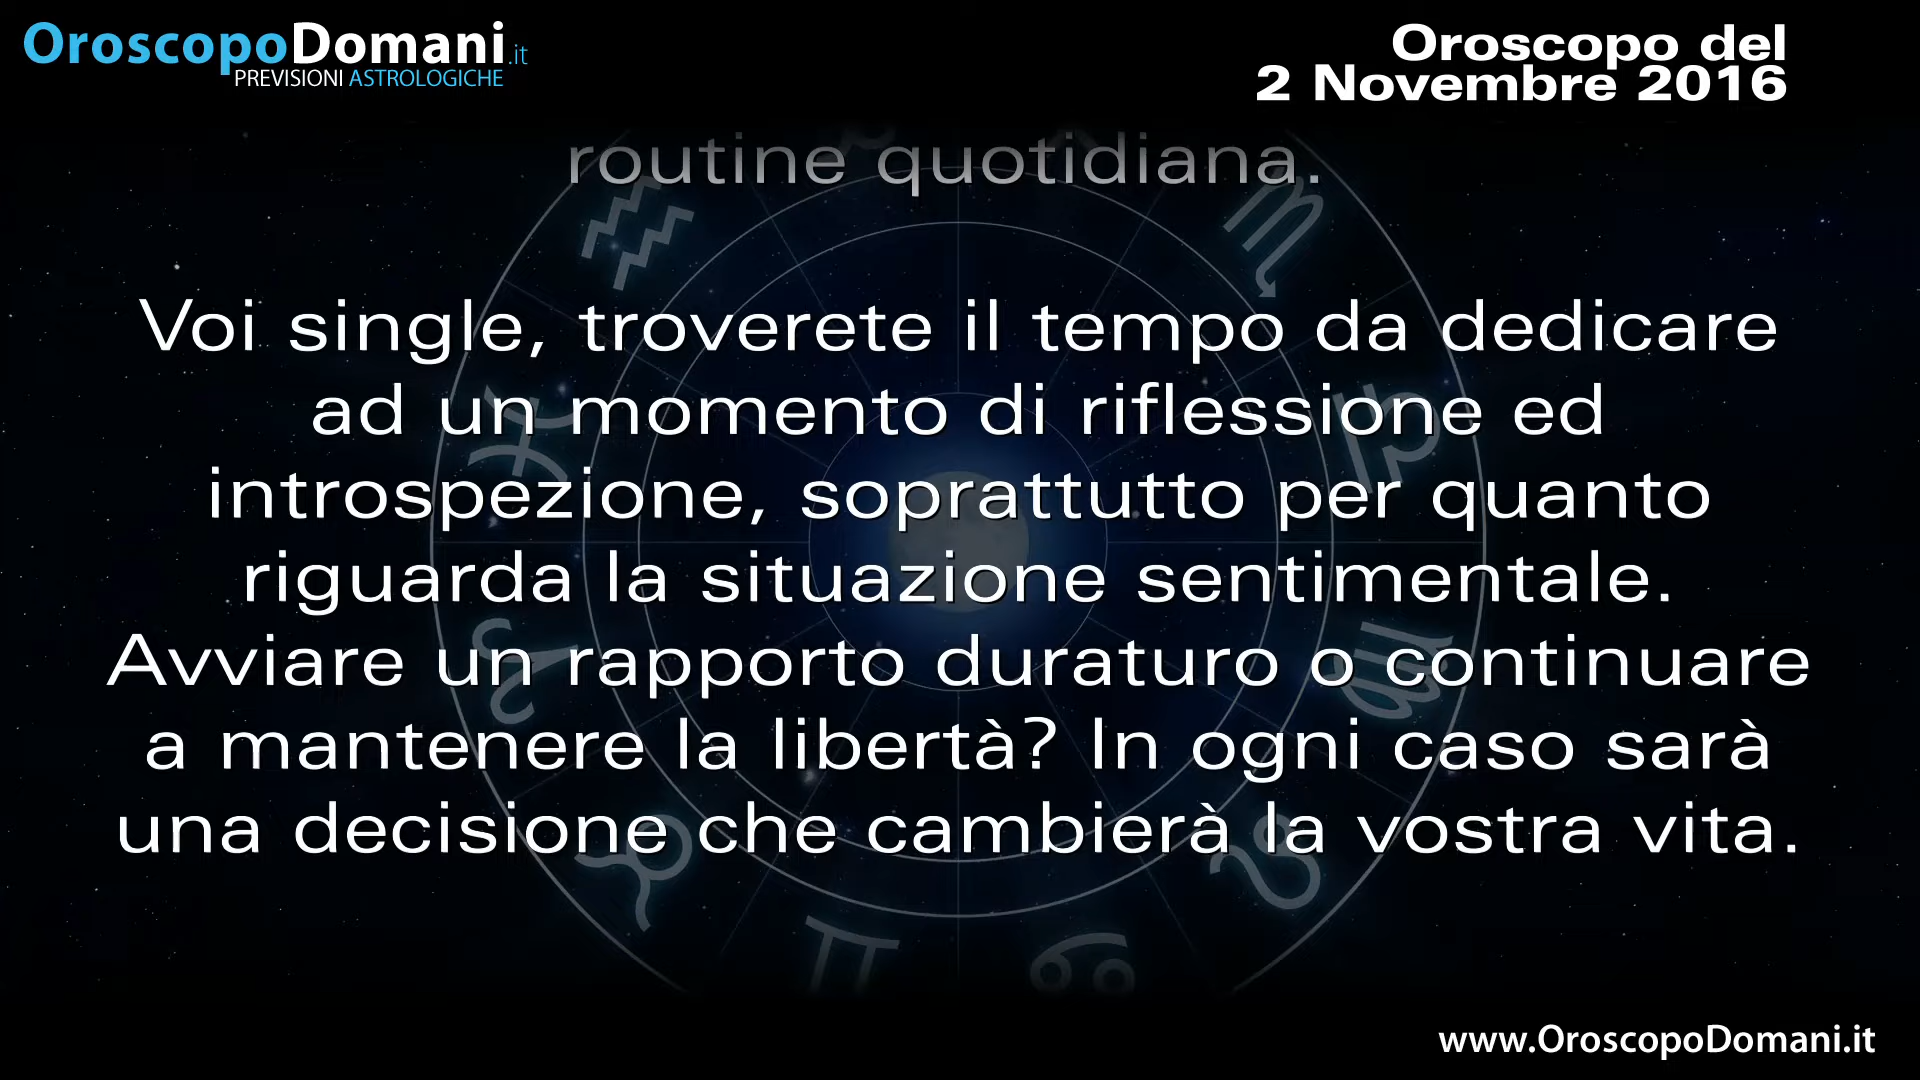 OroscopoDomani.it
PREVISIONI ASTROLOGICHE
Oroscopo del
2 Novembre 2016
routine quotidiana.
Voi single, troverete il tempo da dedicare
ad un momento di riflessione ed
introspezione, soprattutto per quanto
riguarda la situazione sentimentale.
Avviare un rapporto duraturo o continuare
a mantenere la libertà? In ogni caso sarà
una decisione che cambierà la vostra vita.
www.OroscopoDomani.it